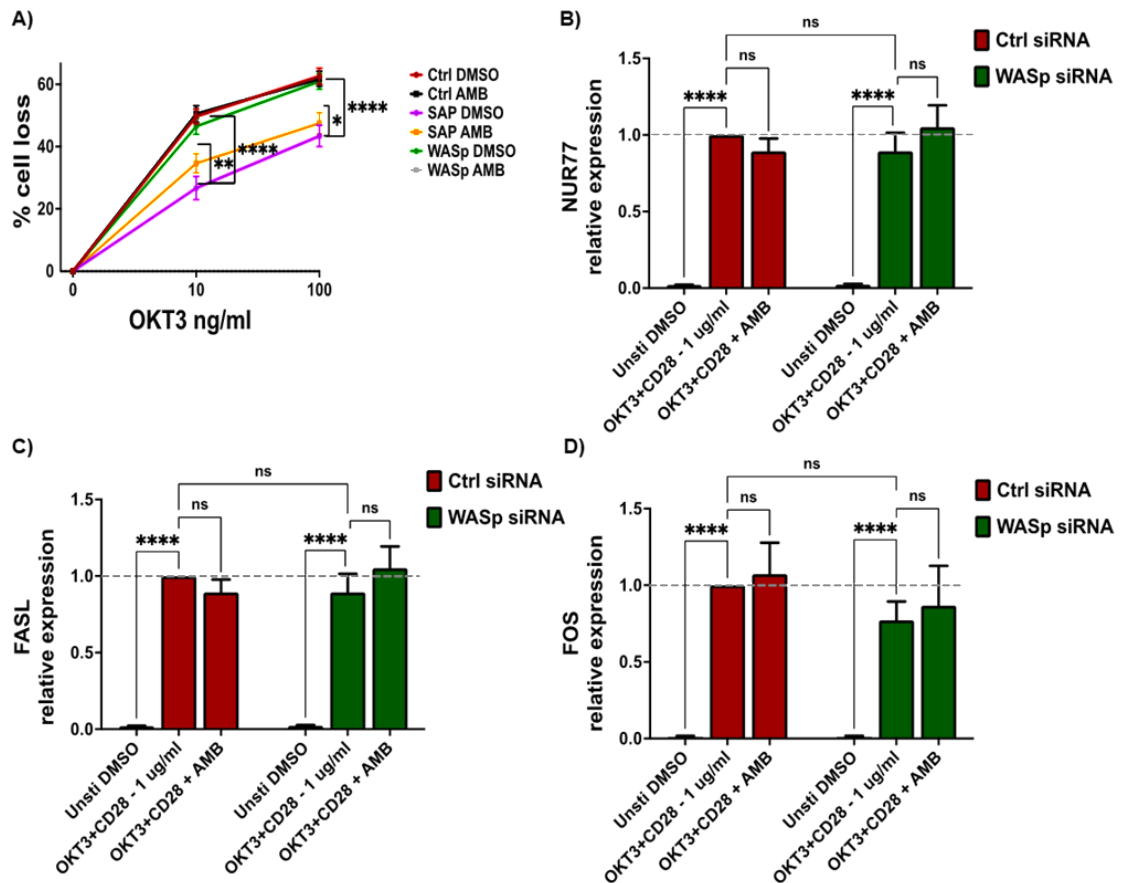 A)
% cell loss
60
40
20
0
0
10
100
OKT3 ng/ml
****
*
**
****
Ctrl DMSO
Ctrl AMB
SAP DMSO
SAP AMB
WASp DMSO
WASp AMB
B)
NUR77
relative expression
1.5
1.0
0.5
0.0
ns
ns
ns
****
****
Unsti DMSO
OKT3+CD28 - 1 ug/ml
OKT3+CD28 + AMB
Unsti DMSO
OKT3+CD28 - 1 ug/ml
OKT3+CD28 + AMB
Ctrl siRNA
WASp siRNA
C)
FASL
relative expression
1.5
1.0
0.5
0.0
ns
ns
ns
****
****
Unsti DMSO
OKT3+CD28 - 1 ug/ml
OKT3+CD28 + AMB
Unsti DMSO
OKT3+CD28 - 1 ug/ml
OKT3+CD28 + AMB
Ctrl siRNA
WASp siRNA
D)
FOS
relative expression
1.5
1.0
0.5
0.0
ns
ns
ns
****
****
Unsti DMSO
OKT3+CD28 - 1 ug/ml
OKT3+CD28 + AMB
Unsti DMSO
OKT3+CD28 - 1 ug/ml
OKT3+CD28 + AMB
Ctrl siRNA
WASp siRNA